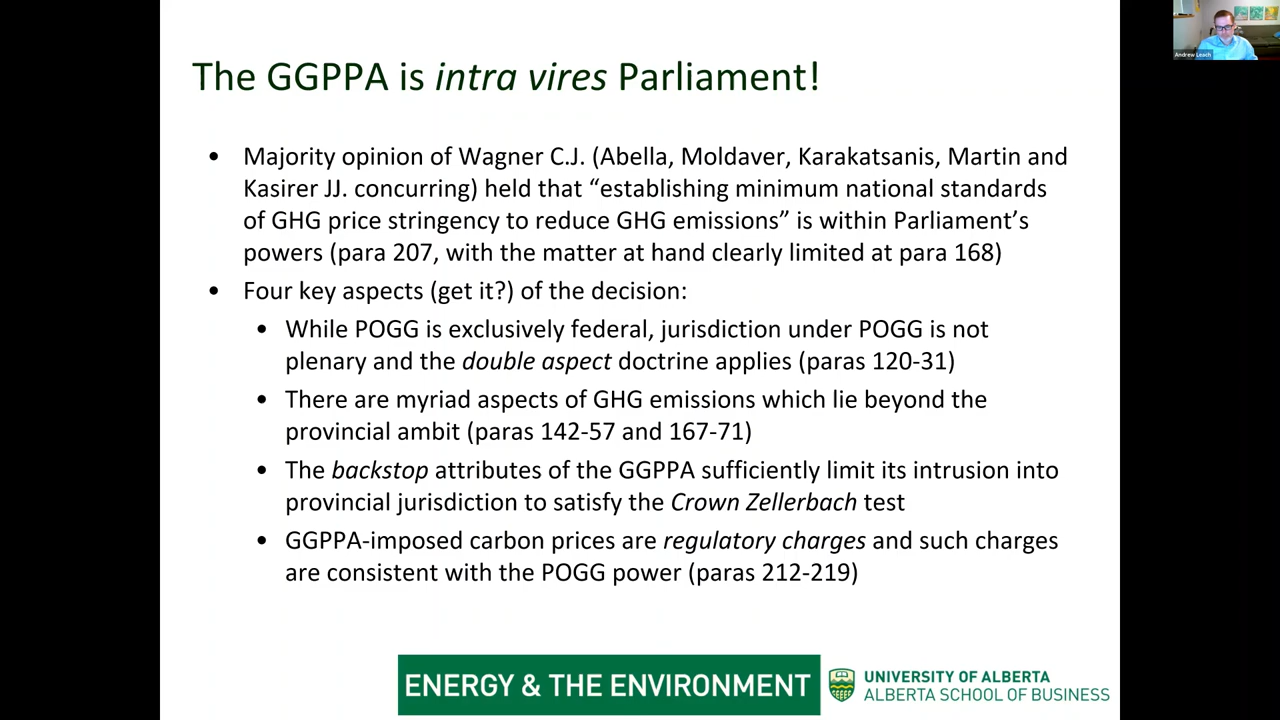 Andrew Leach
The GGPPA is intra vires Parliament!
• Majority opinion of Wagner C.J. (Abella, Moldaver, Karakatsanis, Martin and
Kasirer JJ. concurring) held that “establishing minimum national standards
of GHG price stringency to reduce GHG emissions” is within Parliament’s
powers (para 207, with the matter at hand clearly limited at para 168)
• Four key aspects (get it?) of the decision:
• While POGG is exclusively federal, jurisdiction under POGG is not
plenary and the double aspect doctrine applies (paras 120-31)
• There are myriad aspects of GHG emissions which lie beyond the
provincial ambit (paras 142-57 and 167-71)
• The backstop attributes of the GGPPA sufficiently limit its intrusion into
provincial jurisdiction to satisfy the Crown Zellerbach test
• GGPPA-imposed carbon prices are regulatory charges and such charges
are consistent with the POGG power (paras 212-219)
ENERGY & THE ENVIRONMENT
UNIVERSITY OF ALBERTA
ALBERTA SCHOOL OF BUSINESS